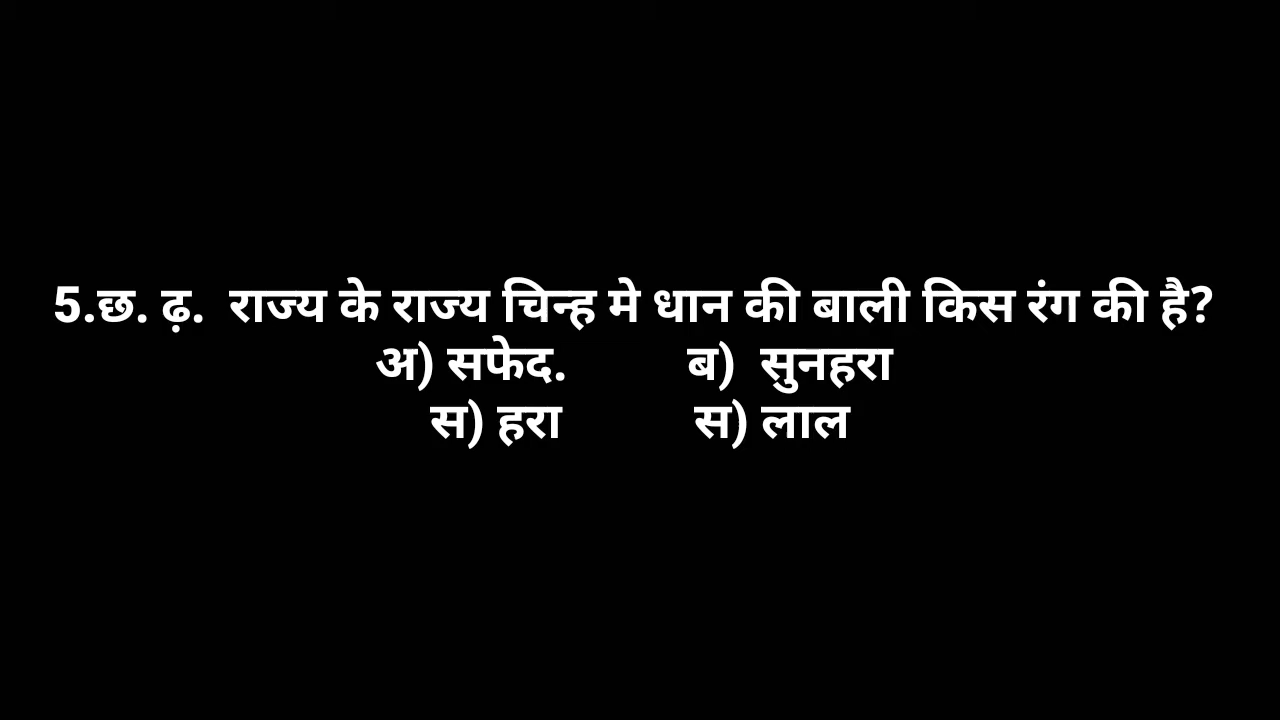 5.छ. ढ़. राज्य के राज्य चिन्ह मे धान की बाली किस रंग की है?
अ) सफेद. ब) सुनहरा
स) हरा स) लाल